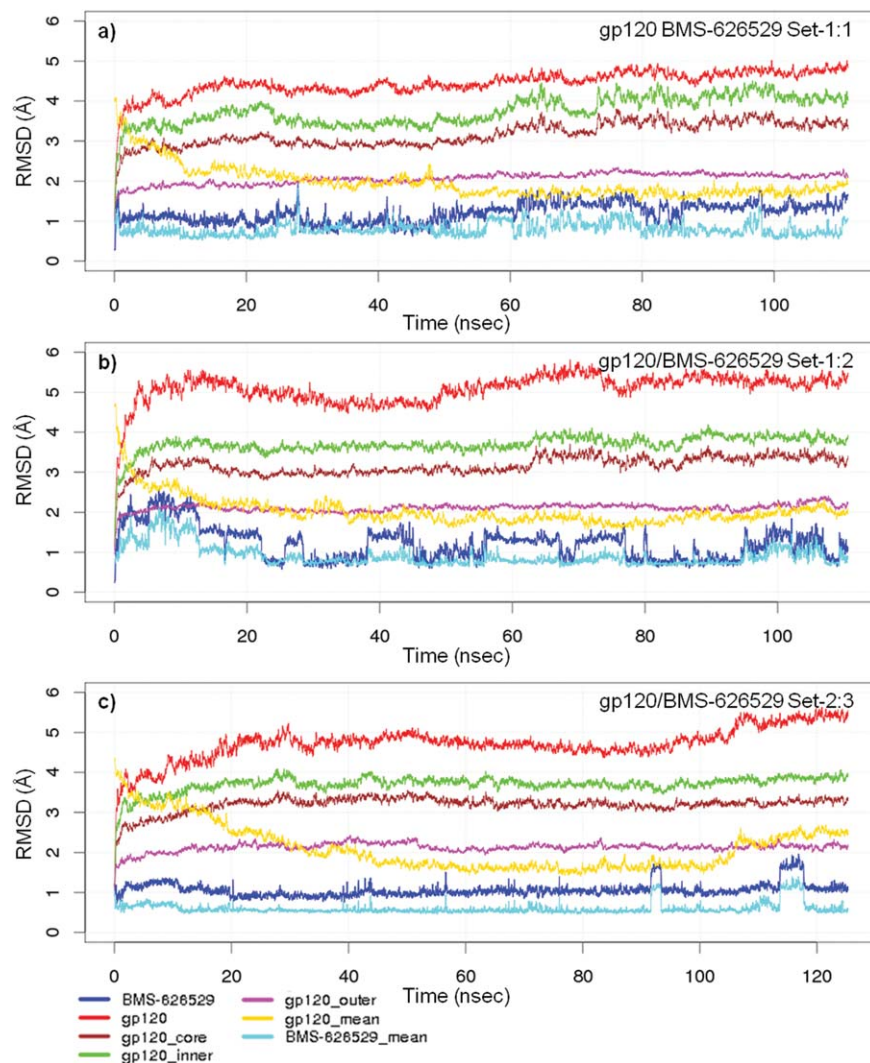 a)
gp120 BMS-626529 Set-1:1
6
5
4
3
2
1
0
RMSD (Å)
0 20 40 60 80 100
Time (nsec)
b)
gp120/BMS-626529 Set-1:2
6
5
4
3
2
1
0
RMSD (Å)
0 20 40 60 80 100
Time (nsec)
c)
gp120/BMS-626529 Set-2:3
6
5
4
3
2
1
0
RMSD (Å)
0 20 40 60 80 100 120
Time (nsec)
BMS-626529
gp120
gp120_core
gp120_inner
gp120_outer
gp120_mean
BMS-626529_mean